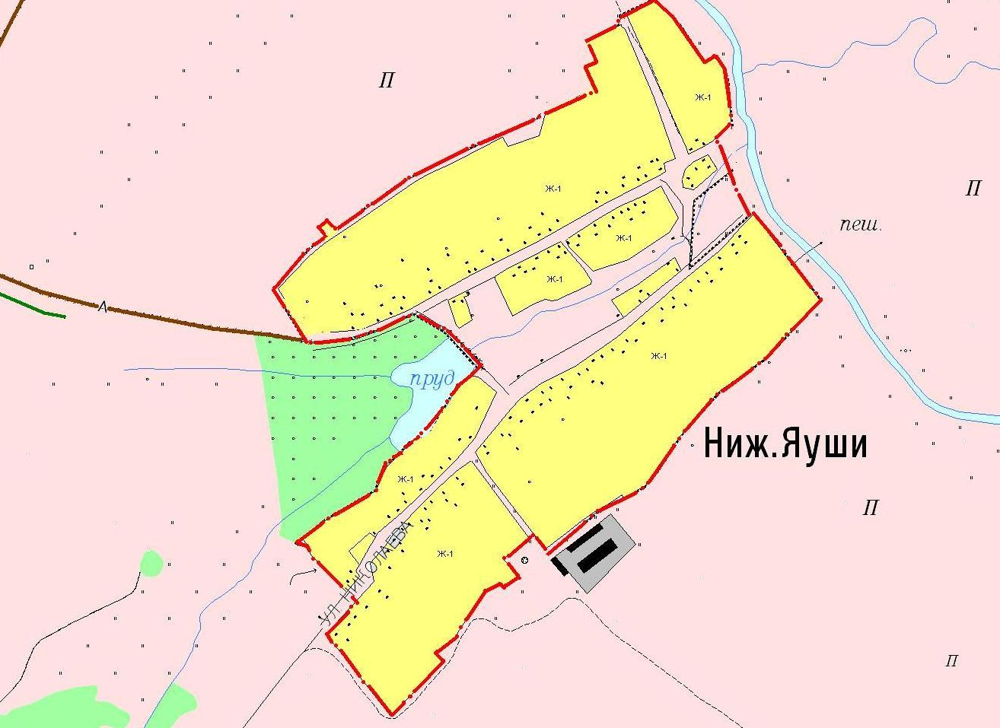 П
Ж-1
Ж-1
П
пеш.
Ж-1
Ж-1
А
Ж-1
пруд
Ниж.Яуши
Ж-1
П
УЛ. НИКОЛАЕВА
Ж-1
П